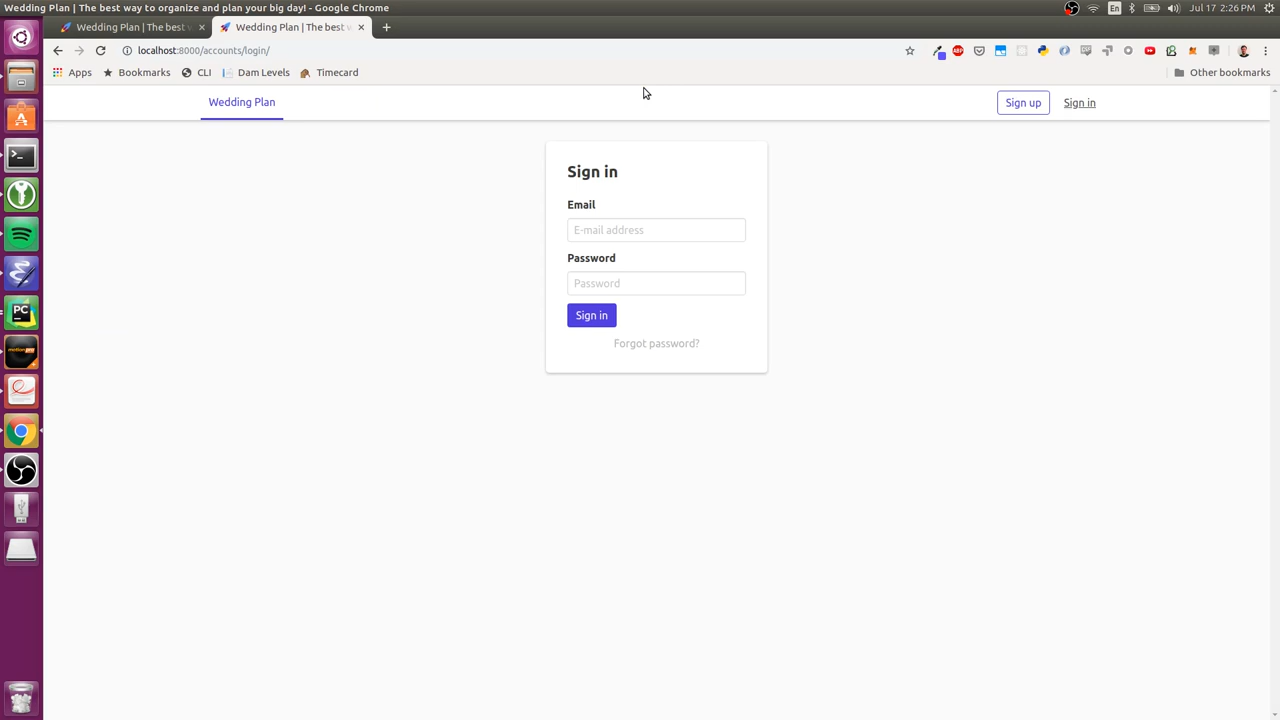 Wedding Plan | The best way to organize and plan your big day! - Google Chrome
En
Jul 17 2:26 PM
Wedding Plan | The best w
Wedding Plan | The best w
localhost:8000/accounts/login/
ABP
Apps
Bookmarks
CLI
Dam Levels
Timecard
Other bookmarks
Wedding Plan
Sign up
Sign in
Sign in
Email
E-mail address
Password
Password
Sign in
Forgot password?
PC